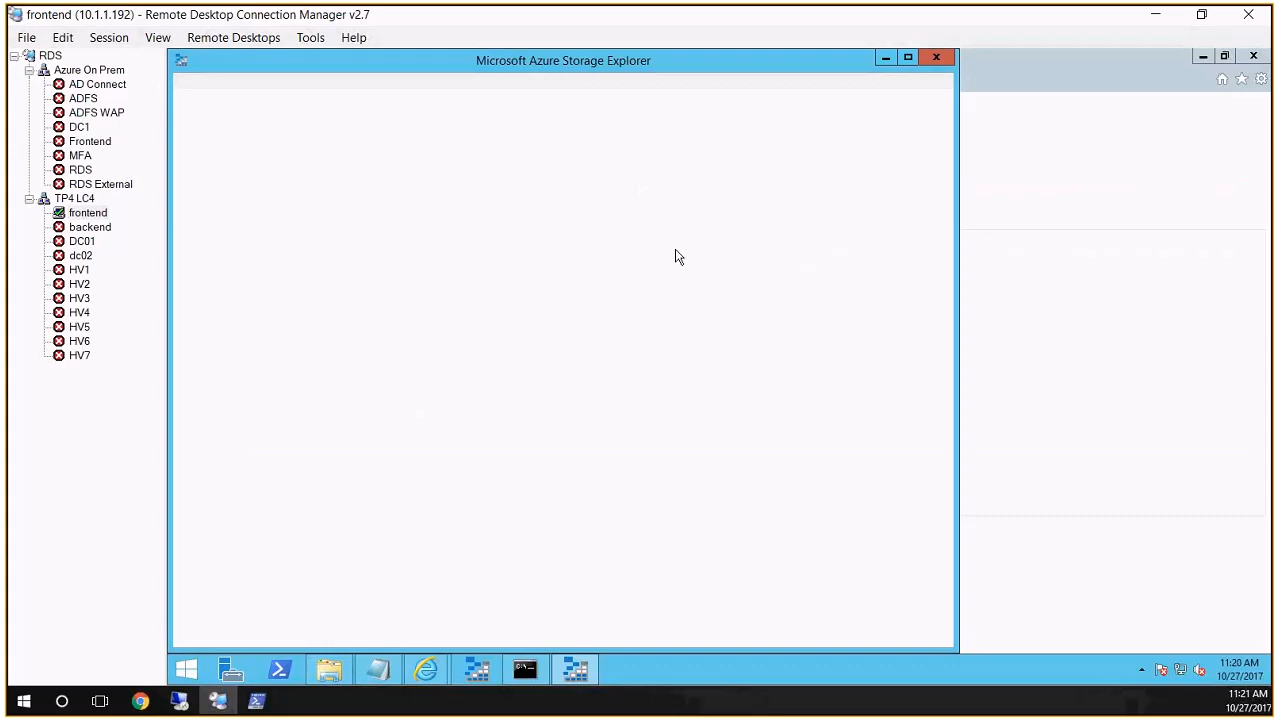 frontend (10.1.1.192) - Remote Desktop Connection Manager v2.7
File Edit Session View Remote Desktops Tools Help
RDS
Azure On Prem
AD Connect
ADFS
ADFS WAP
DC1
Frontend
MFA
RDS
RDS External
TP4 LC4
frontend
backend
DC01
dc02
HV1
HV2
HV3
HV4
HV5
HV6
HV7
Microsoft Azure Storage Explorer
11:20 AM
10/27/2017
11:21 AM
10/27/2017